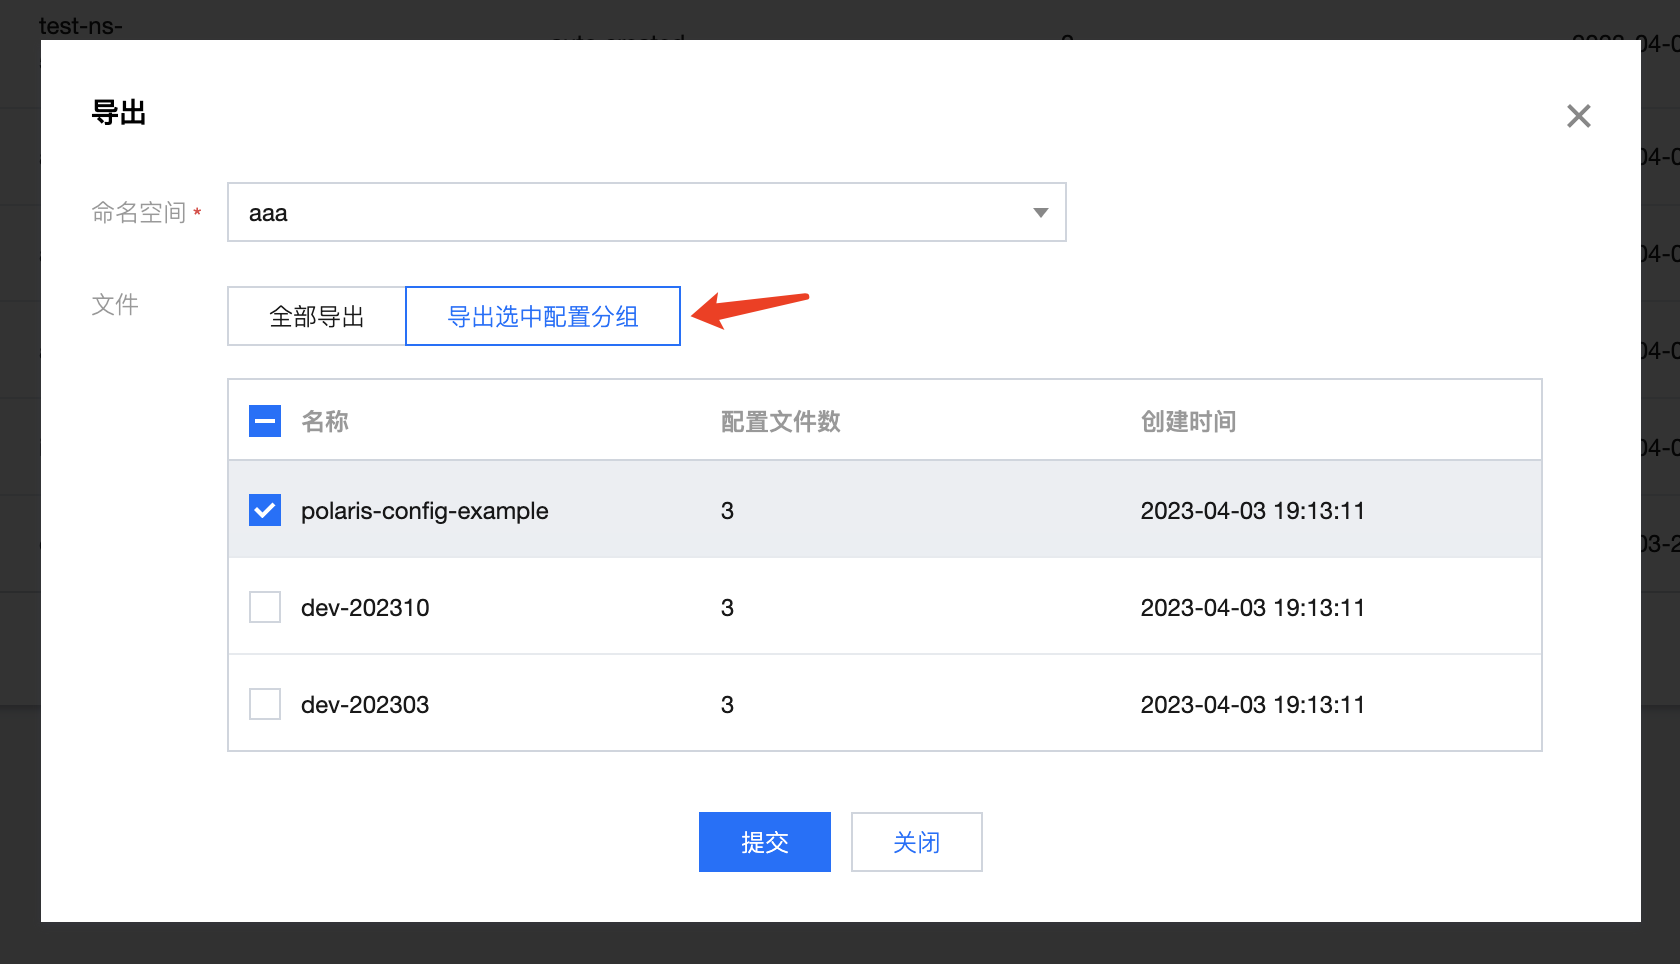 test-ns-
导出
命名空间 *
aaa
文件
全部导出
导出选中配置分组
名称 配置文件数 创建时间
polaris-config-example 3 2023-04-03 19:13:11
dev-202310 3 2023-04-03 19:13:11
dev-202303 3 2023-04-03 19:13:11
提交
关闭